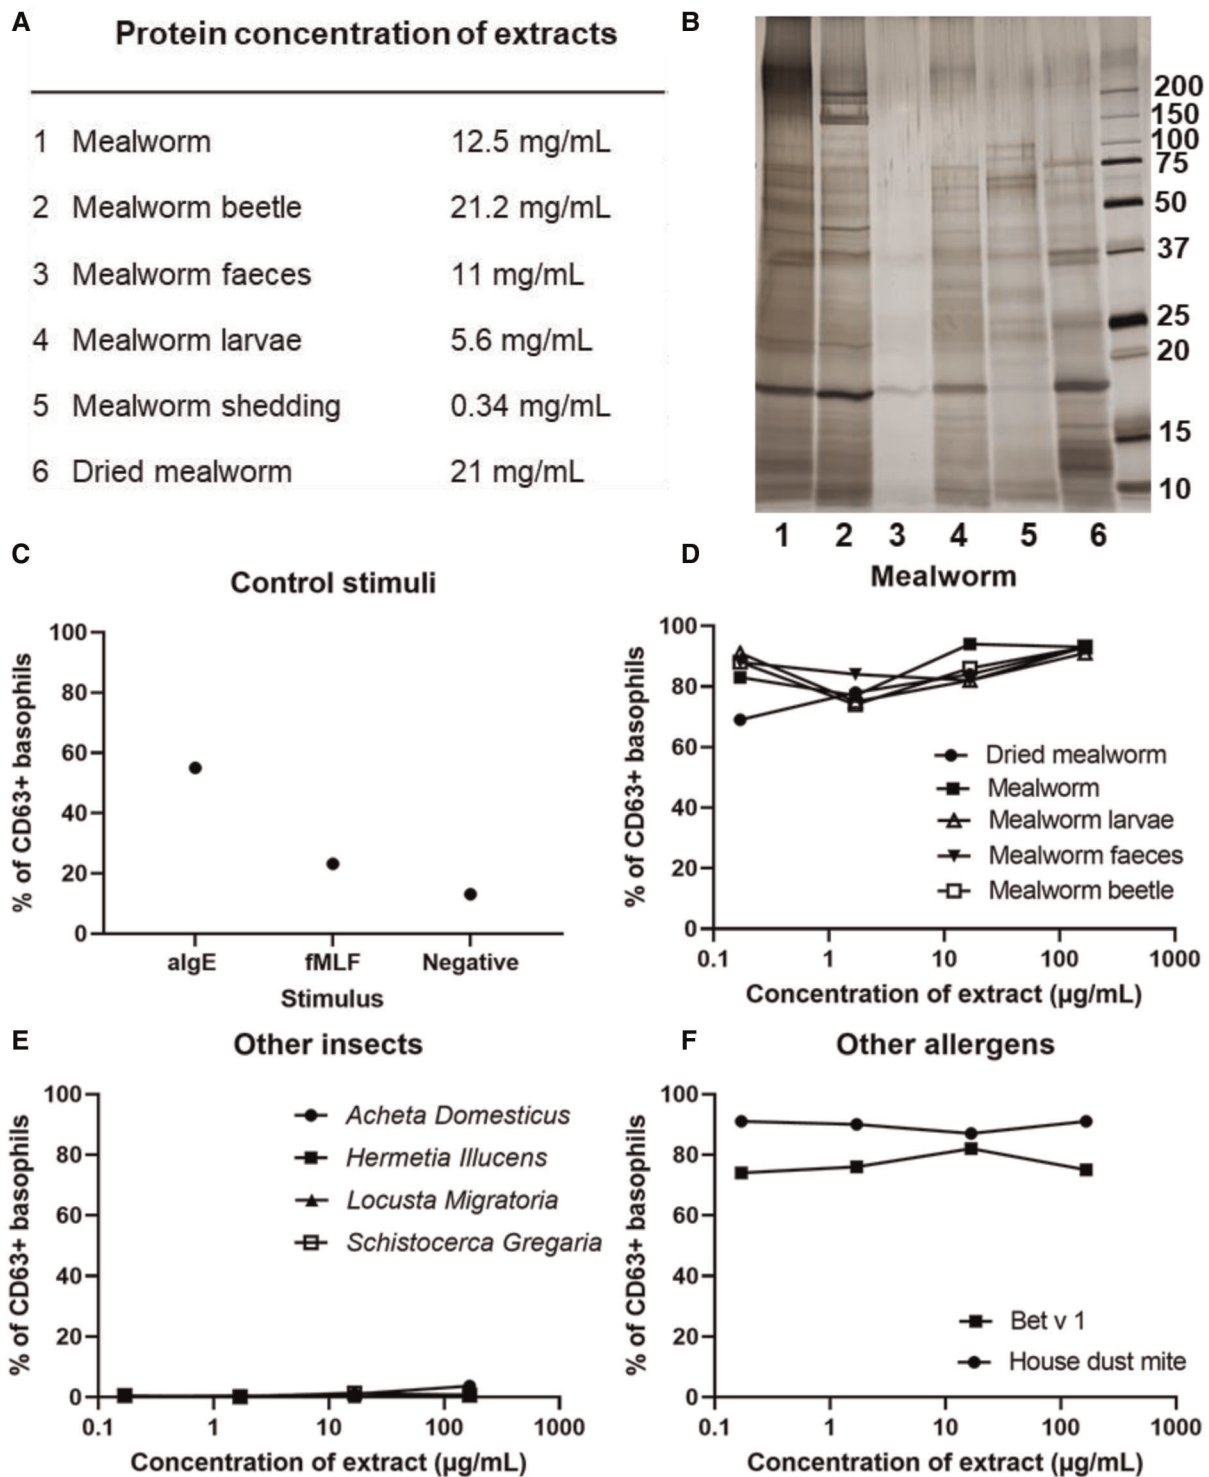 A
Protein concentration of extracts
1 Mealworm 12.5 mg/mL
2 Mealworm beetle 21.2 mg/mL
3 Mealworm faeces 11 mg/mL
4 Mealworm larvae 5.6 mg/mL
5 Mealworm shedding 0.34 mg/mL
6 Dried mealworm 21 mg/mL
B
200
150
100
75
50
37
25
20
15
10
1 2 3 4 5 6
C
Control stimuli
% of CD63+ basophils
100
80
60
40
20
0
aIgE fMLF Negative
Stimulus
D
Mealworm
% of CD63+ basophils
100
80
60
40
20
0
Dried mealworm
Mealworm
Mealworm larvae
Mealworm faeces
Mealworm beetle
0.1 1 10 100 1000
Concentration of extract (µg/mL)
E
Other insects
% of CD63+ basophils
100
80
60
40
20
0
Acheta Domesticus
Hermetia Illucens
Locusta Migratoria
Schistocerca Gregaria
0.1 1 10 100 1000
Concentration of extract (µg/mL)
F
Other allergens
% of CD63+ basophils
100
80
60
40
20
0
Bet v 1
House dust mite
0.1 1 10 100 1000
Concentration of extract (µg/mL)